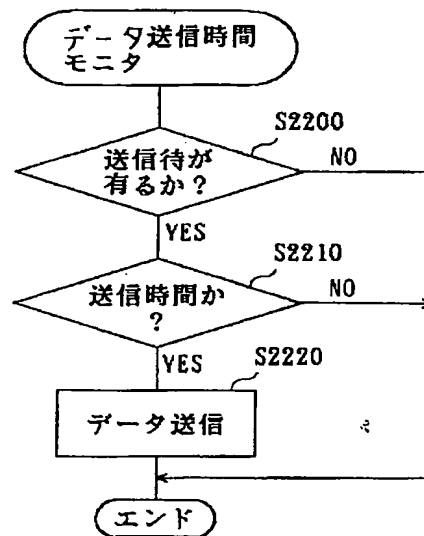 データ送信時間
モニタ
S2200
送信待が
有るか?
NO
YES
S2210
送信時間か
?
NO
YES
S2220
データ送信
エンド